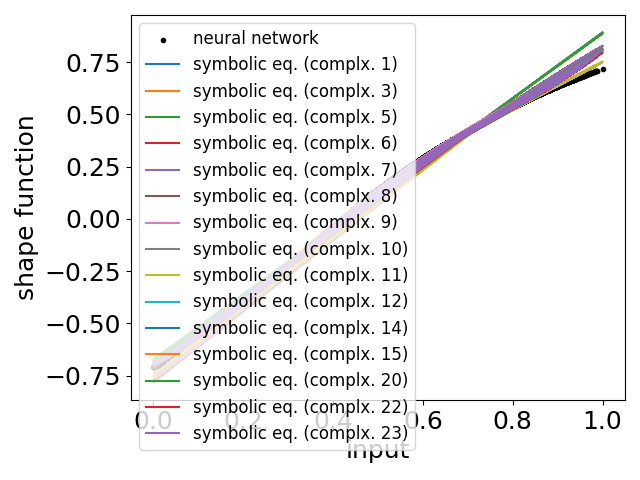 neural network
symbolic eq. (complx. 1)
symbolic eq. (complx. 3)
symbolic eq. (complx. 5)
symbolic eq. (complx. 6)
symbolic eq. (complx. 7)
symbolic eq. (complx. 8)
symbolic eq. (complx. 9)
symbolic eq. (complx. 10)
symbolic eq. (complx. 11)
symbolic eq. (complx. 12)
symbolic eq. (complx. 14)
symbolic eq. (complx. 15)
symbolic eq. (complx. 20)
symbolic eq. (complx. 22)
symbolic eq. (complx. 23)
shape function
0.75
0.50
0.25
0.00
−0.25
−0.50
−0.75
0.0 0.2 0.4 0.6 0.8 1.0
input